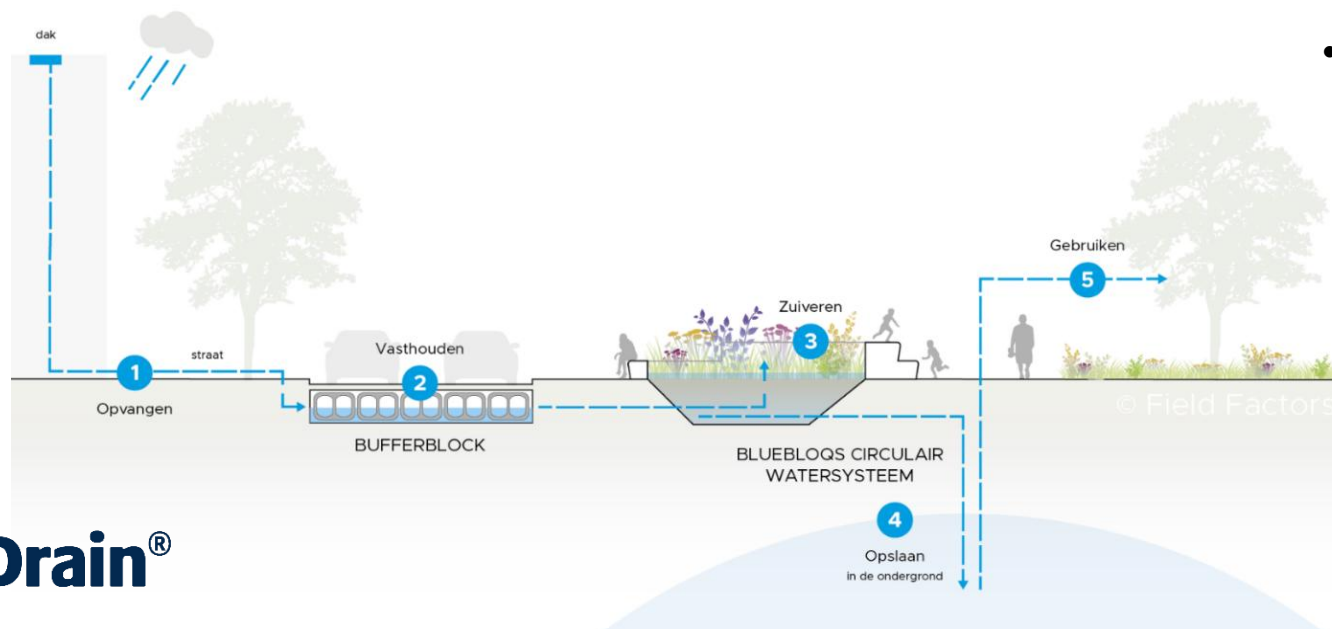 dak
1
straat
Opvangen
Vasthouden
2
BUFFERBLOCK
Zuiveren
3
BLUEBLOQS CIRCULAIR
WATERSYSTEEM
4
Opslaan
in de ondergrond
Gebruiken
5
© Field Factors
Drain®